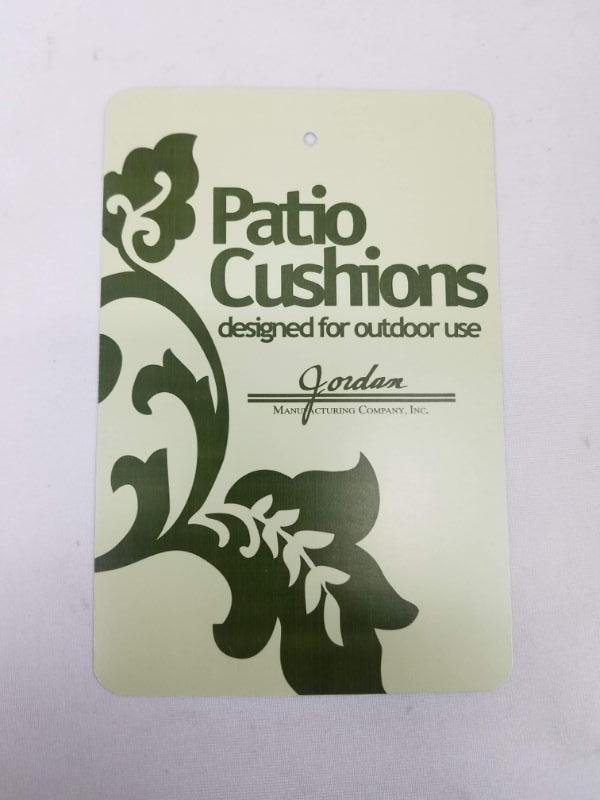 Patio
Cushions
designed for outdoor use
Jordan
Manufacturing Company, Inc.